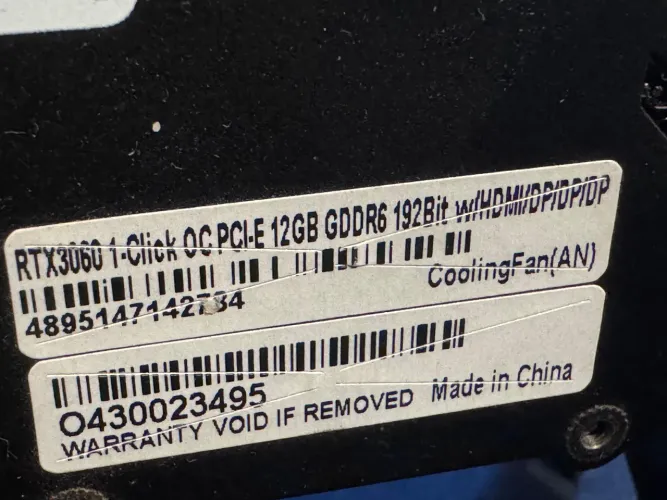 RTX3060 1-Click OC PCI-E 12GB GDDR6 192Bit w/HDMI/DP/DP/DP
4895147142784
CoolingFan(AN)
O430023495
WARRANTY VOID IF REMOVED Made in China